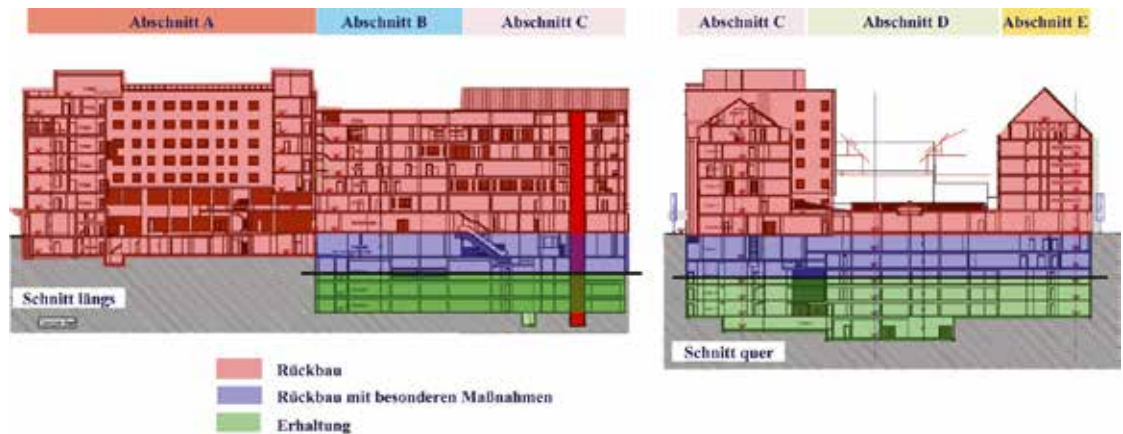 Abschnitt A
Abschnitt B
Abschnitt C
Abschnitt C
Abschnitt D
Abschnitt E
Schnitt längs
Schnitt quer
Rückbau
Rückbau mit besonderen Maßnahmen
Erhaltung